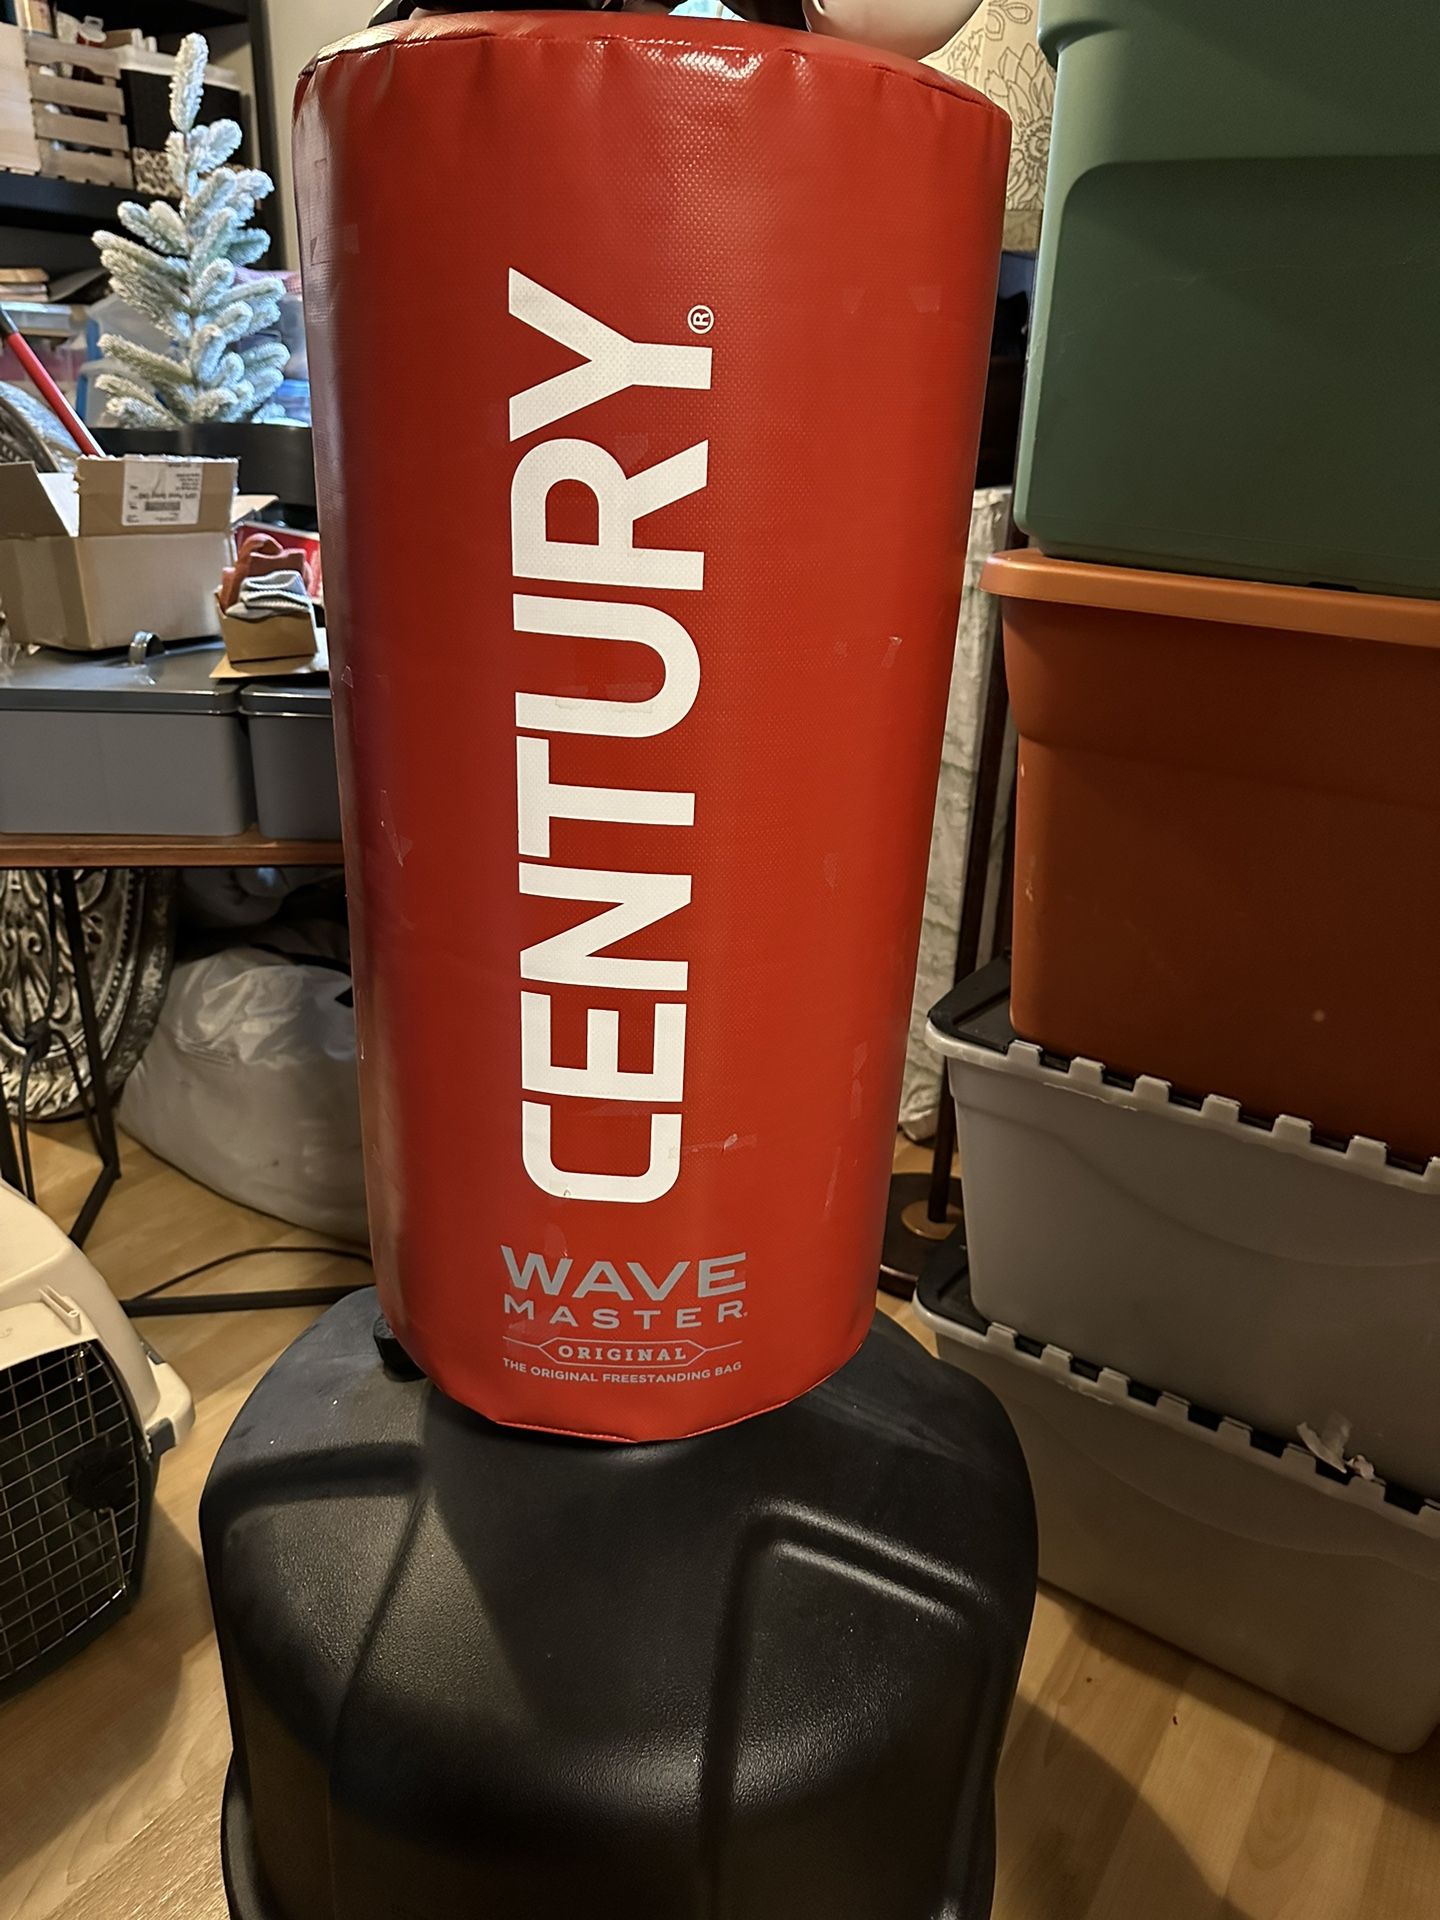 CENTURY®
WAVE
MASTER
ORIGINAL
THE ORIGINAL FREESTANDING BAG